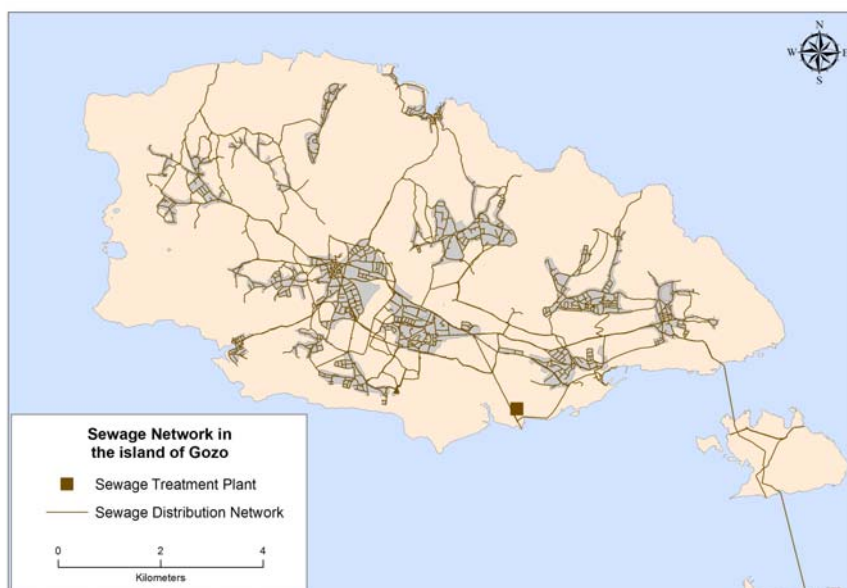 N
W E
S
Sewage Network in
the island of Gozo
Sewage Treatment Plant
Sewage Distribution Network
0 2 4
Kilometers